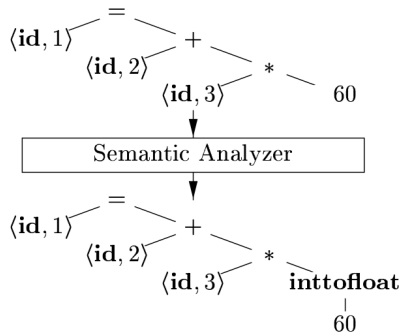 =
⟨id, 1⟩
+
⟨id, 2⟩
*
⟨id, 3⟩
60
Semantic Analyzer
=
⟨id, 1⟩
+
⟨id, 2⟩
*
⟨id, 3⟩
inttofloat
60